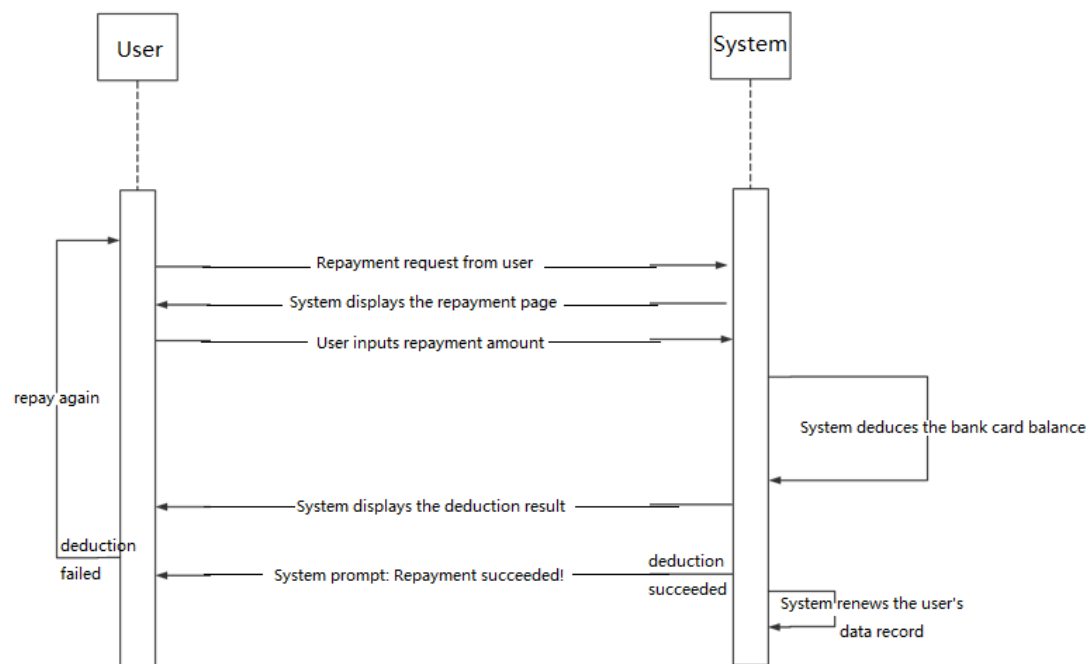 User
System
Repayment request from user
System displays the repayment page
User inputs repayment amount
repay again
System deduces the bank card balance
System displays the deduction result
deduction
failed
System prompt: Repayment succeeded!
deduction
succeeded
System renews the user's
data record